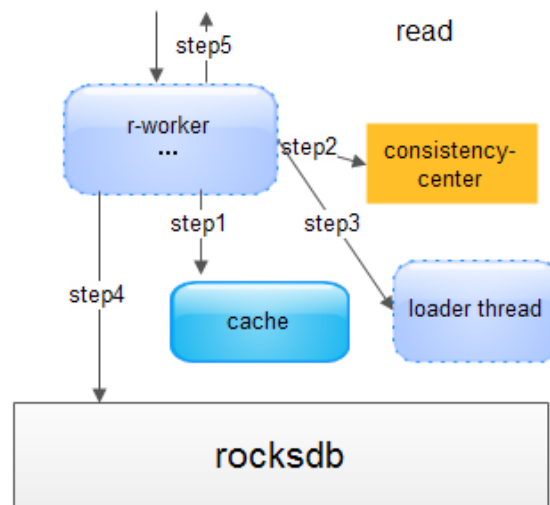 step5
read
r-worker
...
step2
consistency-
center
step1
step3
step4
loader thread
cache
rocksdb